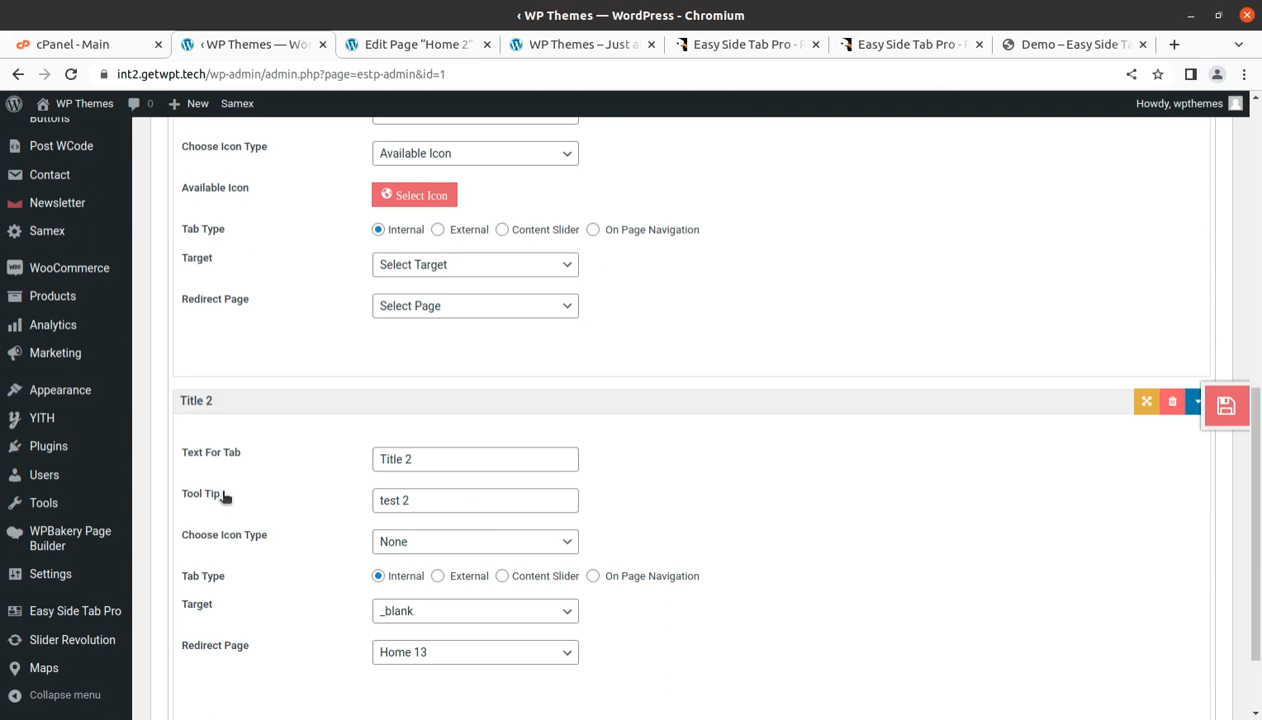 ‹ WP Themes — WordPress - Chromium
cPanel - Main
‹ WP Themes — Wor
Edit Page “Home 2”
WP Themes – Just a
Easy Side Tab Pro -
Easy Side Tab Pro -
Demo – Easy Side T
int2.getwpt.tech/wp-admin/admin.php?page=estp-admin&id=1
WP Themes
0
New
Samex
Howdy, wpthemes
Buttons
Post WCode
Contact
Newsletter
Samex
WooCommerce
Products
Analytics
Marketing
Appearance
YITH
Plugins
Users
Tools
WPBakery Page
Builder
Settings
Easy Side Tab Pro
Slider Revolution
Maps
Collapse menu
Choose Icon Type
Available Icon
Available Icon
Select Icon
Tab Type
Internal External Content Slider On Page Navigation
Target
Select Target
Redirect Page
Select Page
Title 2
Text For Tab
Title 2
Tool Tip
test 2
Choose Icon Type
None
Tab Type
Internal External Content Slider On Page Navigation
Target
_blank
Redirect Page
Home 13